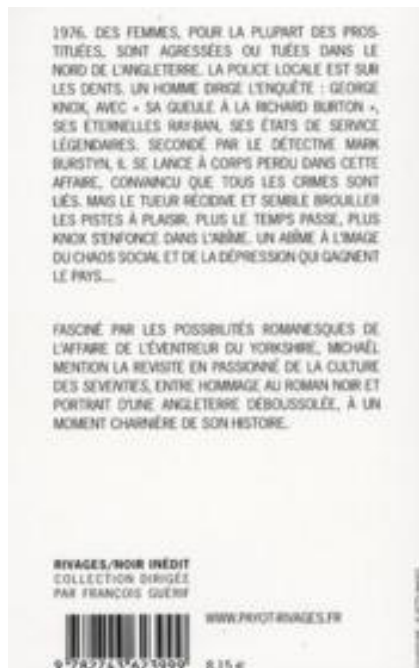 1976. DES FEMMES, POUR LA PLUPART DES PROS-
TITUÉES, SONT AGRESSÉES OU TUÉES DANS LE
NORD DE L'ANGLETERRE. LA POLICE LOCALE EST SUR
LES DENTS. UN HOMME DIRIGE L'ENQUÊTE : GEORGE
KNOX, AVEC « SA GUEULE À LA RICHARD BURTON »,
SES ÉTERNELLES RAY-BAN, SES ÉTATS DE SERVICE
LÉGENDAIRES. SECONDÉ PAR LE DÉTECTIVE MARK
BURSTYN, IL SE LANCE À CORPS PERDU DANS CETTE
AFFAIRE, CONVAINCU QUE TOUS LES CRIMES SONT
LIÉS. MAIS LE TUEUR RÉCIDIVE ET SEMBLE BROUILLER
LES PISTES À PLAISIR. PLUS LE TEMPS PASSE, PLUS
KNOX S'ENFONCE DANS L'ABÎME. UN ABÎME À L'IMAGE
DU CHAOS SOCIAL ET DE LA DÉPRESSION QUI GAGNENT
LE PAYS...
FASCINÉ PAR LES POSSIBILITÉS ROMANESQUES DE
L'AFFAIRE DE L'ÉVENTREUR DU YORKSHIRE, MICHAËL
MENTION LA REVISITE EN PASSIONNÉ DE LA CULTURE
DES SEVENTIES, ENTRE HOMMAGE AU ROMAN NOIR ET
PORTRAIT D'UNE ANGLETERRE DÉBOUSSOLÉE, À UN
MOMENT CHARNIÈRE DE SON HISTOIRE.
RIVAGES/NOIR INÉDIT
COLLECTION DIRIGÉE
PAR FRANÇOIS GUÉRIF
WWW.PAYOT-RIVAGES.FR
9 782743 623999
8,15 €